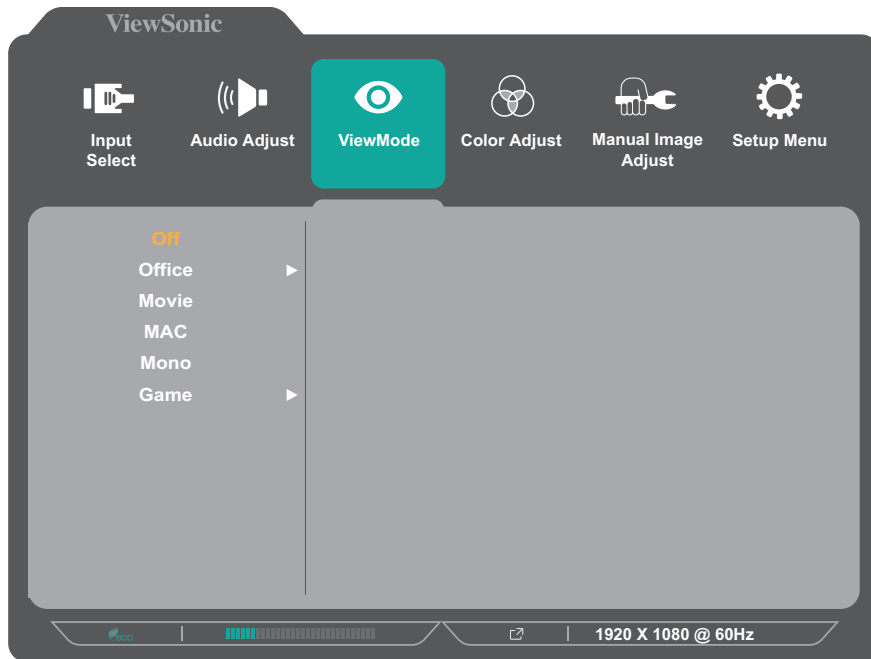 ViewSonic
Input
Select
Audio Adjust
ViewMode
Color Adjust
Manual Image
Adjust
Setup Menu
Off
Office
Movie
MAC
Mono
Game
eco
1920 X 1080 @ 60Hz